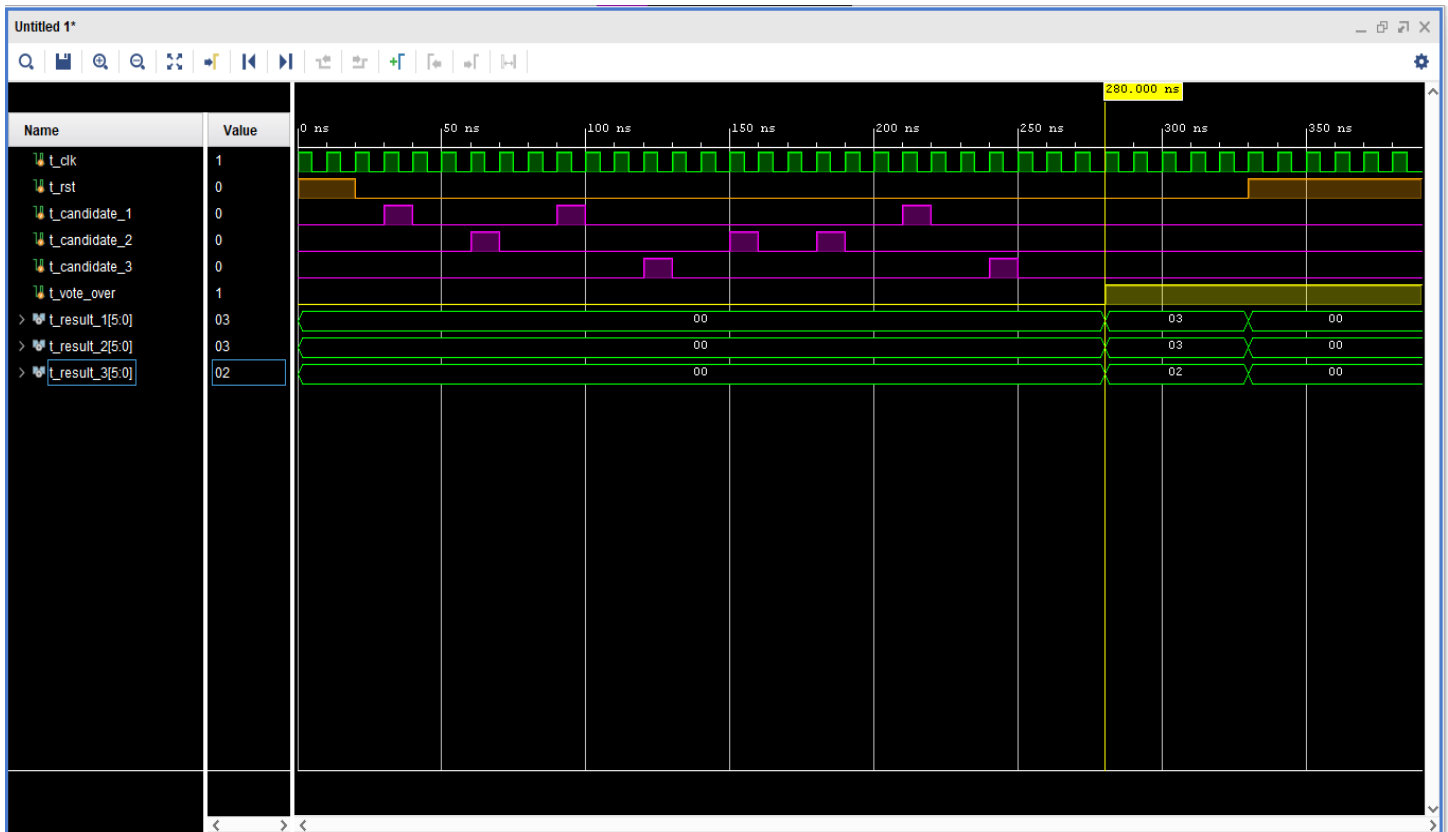 Untitled 1*
280.000 ns
Name Value 0 ns 50 ns 100 ns 150 ns 200 ns 250 ns 300 ns 350 ns
t_clk 1
t_rst 0
t_candidate_1 0
t_candidate_2 0
t_candidate_3 0
t_vote_over 1
t_result_1[5:0] 03 00 03 00
t_result_2[5:0] 03 00 03 00
t_result_3[5:0] 02 00 02 00